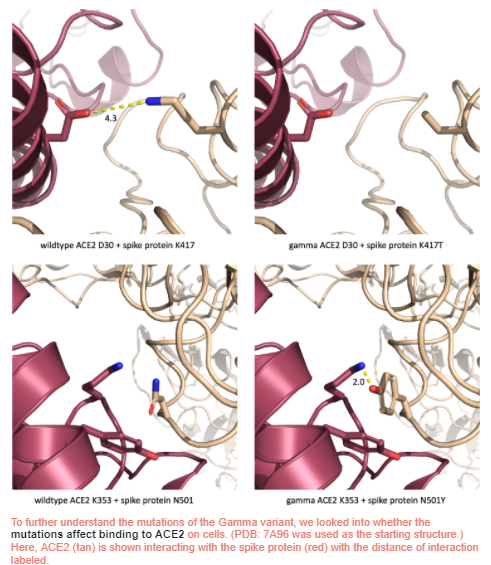 4.3
wildtype ACE2 D30 + spike protein K417
gamma ACE2 D30 + spike protein K417T
2.0
wildtype ACE2 K353 + spike protein N501
gamma ACE2 K353 + spike protein N501Y
To further understand the mutations of the Gamma variant, we looked into whether the
mutations affect binding to ACE2 on cells. (PDB: 7A96 was used as the starting structure.)
Here, ACE2 (tan) is shown interacting with the spike protein (red) with the distance of interaction
labeled.